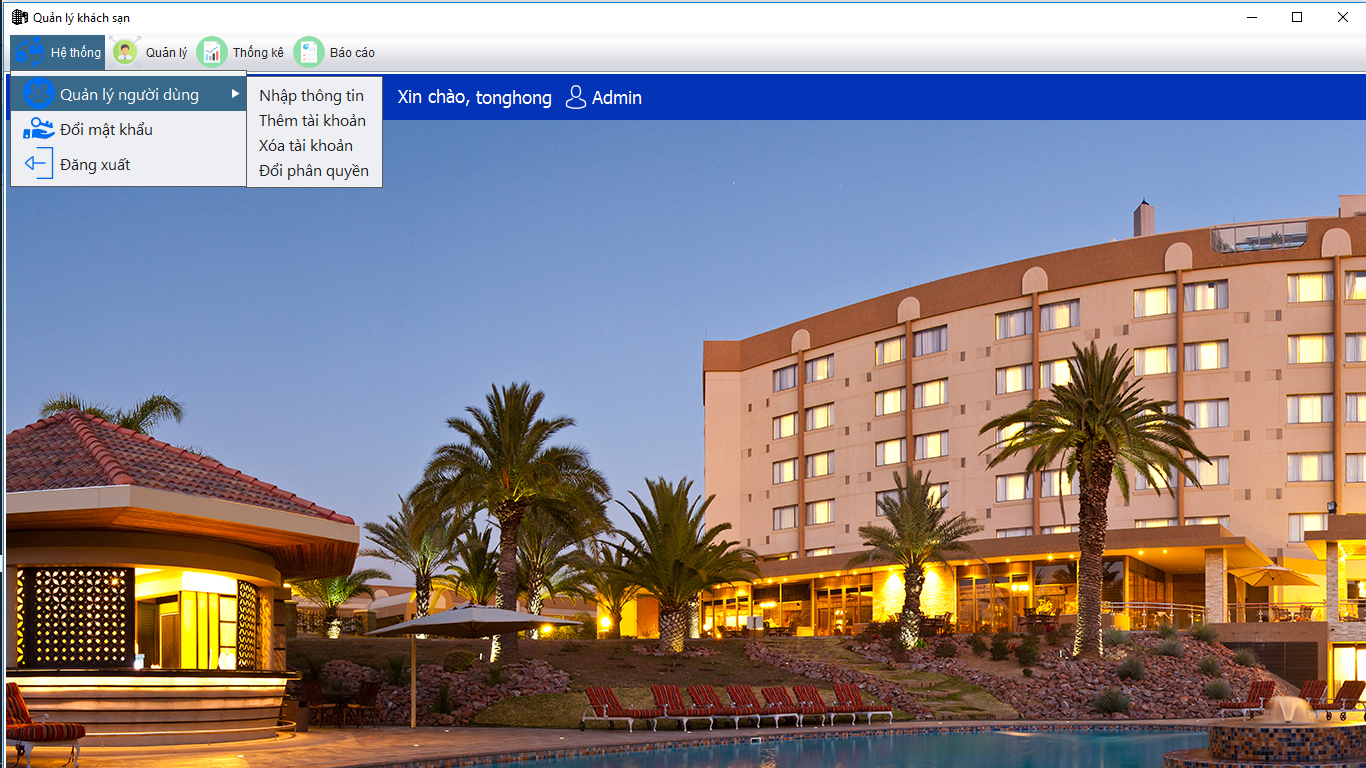 Quản lý khách sạn
Hệ thống Quản lý Thống kê Báo cáo
Quản lý người dùng
Đổi mật khẩu
Đăng xuất
Nhập thông tin
Thêm tài khoản
Xóa tài khoản
Đổi phân quyền
Xin chào, tonghong Admin